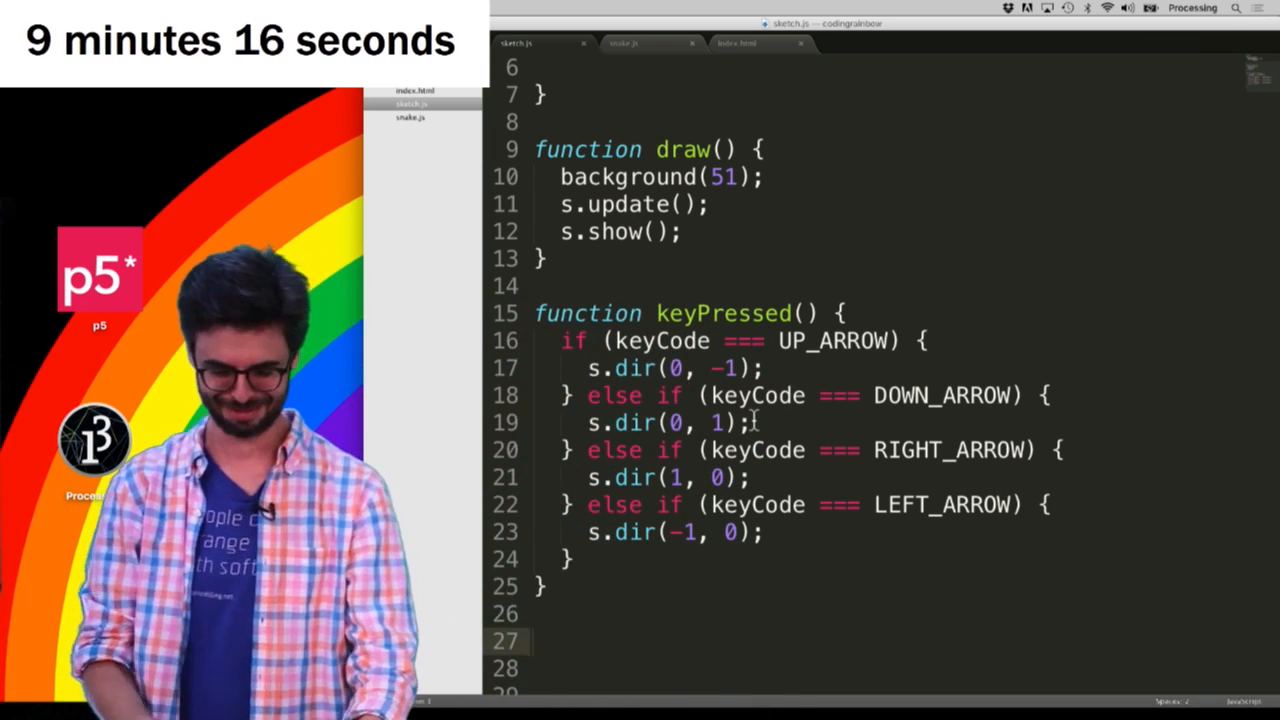 9 minutes 16 seconds
Processing
sketch.js — codingrainbow
sketch.js × snake.js × index.html ×
index.html
sketch.js
snake.js
6
7 }
8
9 function draw() {
10 background(51);
11 s.update();
12 s.show();
13 }
14
15 function keyPressed() {
16 if (keyCode === UP_ARROW) {
17 s.dir(0, -1);
18 } else if (keyCode === DOWN_ARROW) {
19 s.dir(0, 1);
20 } else if (keyCode === RIGHT_ARROW) {
21 s.dir(1, 0);
22 } else if (keyCode === LEFT_ARROW) {
23 s.dir(-1, 0);
24 }
25 }
26
27
28
29
p5*
p5
Process
eople c
range
th soft
Spaces: 2 JavaScript